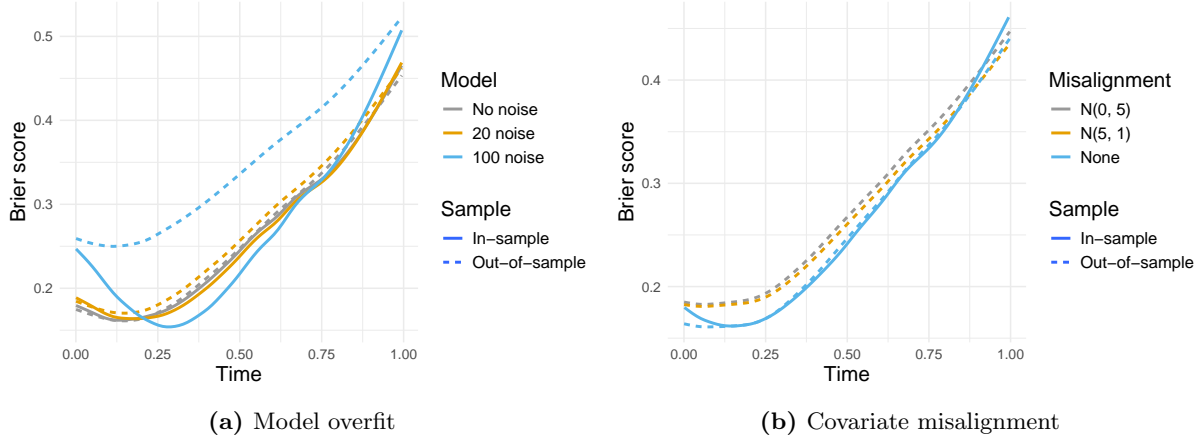 0.5
0.4
0.3
0.2
Brier score
0.00
0.25
0.50
0.75
1.00
Time
Model
No noise
20 noise
100 noise
Sample
In−sample
Out−of−sample
(a) Model overfit
0.4
0.3
0.2
Brier score
0.00
0.25
0.50
0.75
1.00
Time
Misalignment
N(0, 5)
N(5, 1)
None
Sample
In−sample
Out−of−sample
(b) Covariate misalignment